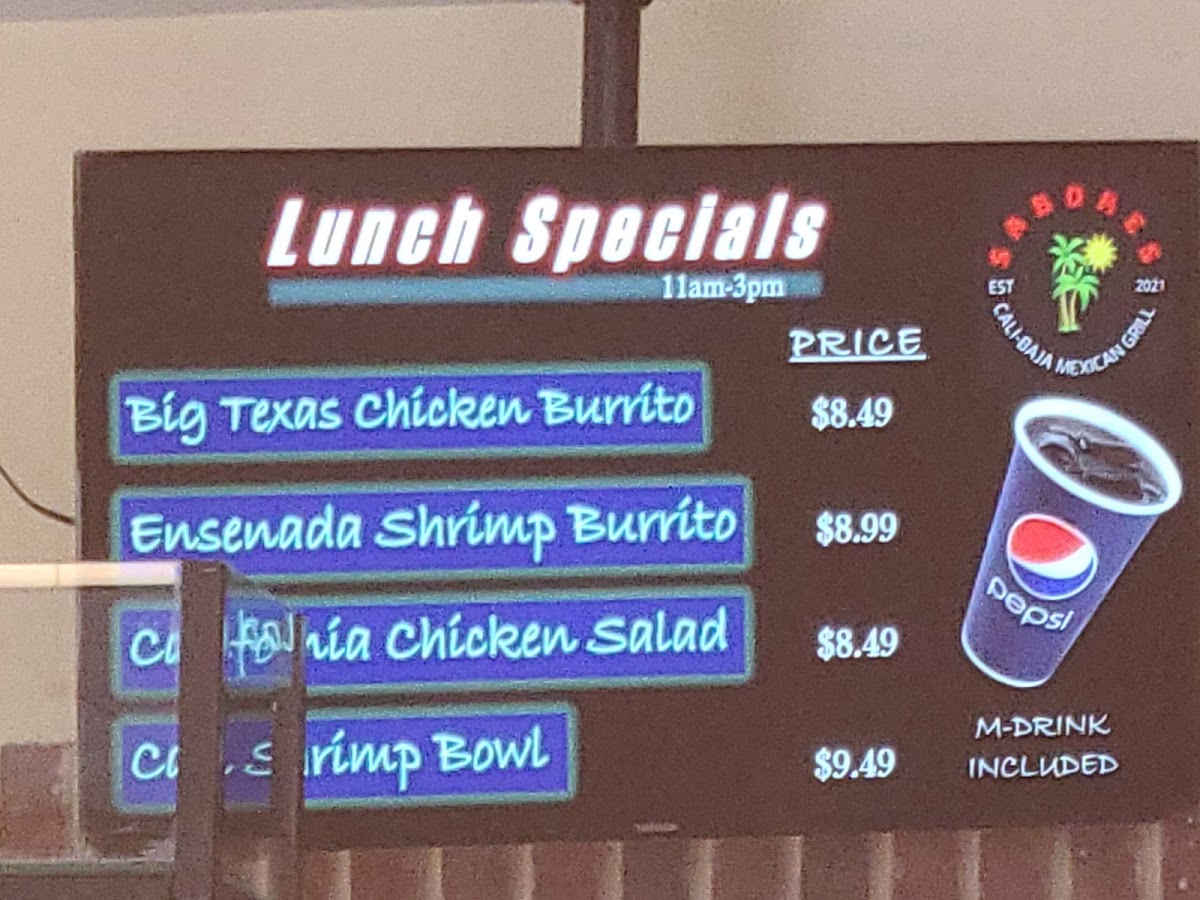 Lunch Specials
11am-3pm
SABORES
EST 2021
CALI-BAJA MEXICAN GRILL
PRICE
Big Texas Chicken Burrito $8.49
Ensenada Shrimp Burrito $8.99
California Chicken Salad $8.49
Shrimp Bowl $9.49
pepsi
M-DRINK
INCLUDED